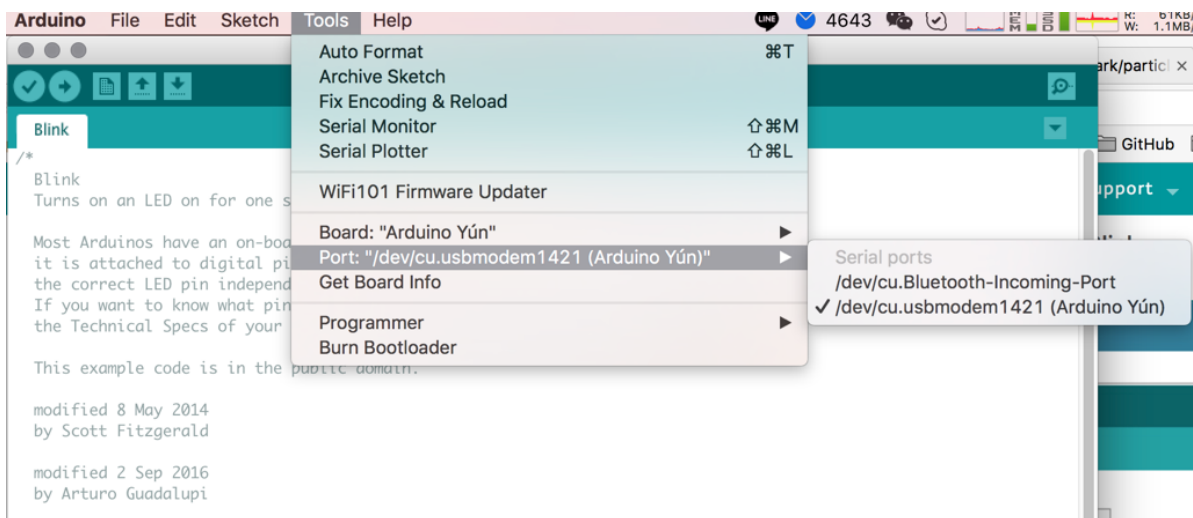 Arduino File Edit Sketch Tools Help LINE 4643 MEM SSD R: 61KB/
W: 1.1MB/
Auto Format ⌘T
Archive Sketch
Fix Encoding & Reload
Serial Monitor ⇧⌘M
Serial Plotter ⇧⌘L
WiFi101 Firmware Updater
Board: "Arduino Yún" ▶
Port: "/dev/cu.usbmodem1421 (Arduino Yún)" ▶
Get Board Info
Programmer ▶
Burn Bootloader
Serial ports
/dev/cu.Bluetooth-Incoming-Port
✓ /dev/cu.usbmodem1421 (Arduino Yún)
ark/particl ×
GitHub
upport
Blink
/*
Blink
Turns on an LED on for one s
Most Arduinos have an on-boa
it is attached to digital pi
the correct LED pin independ
If you want to know what pin
the Technical Specs of your
This example code is in the public domain.
modified 8 May 2014
by Scott Fitzgerald
modified 2 Sep 2016
by Arturo Guadalupi